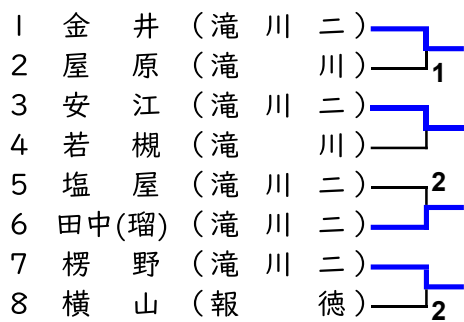 1 金井 (滝川二)
2 屋原 (滝川) 1
3 安江 (滝川二)
4 若槻 (滝川)
5 塩屋 (滝川二) 2
6 田中(瑠) (滝川二)
7 楞野 (滝川二)
8 横山 (報徳) 2